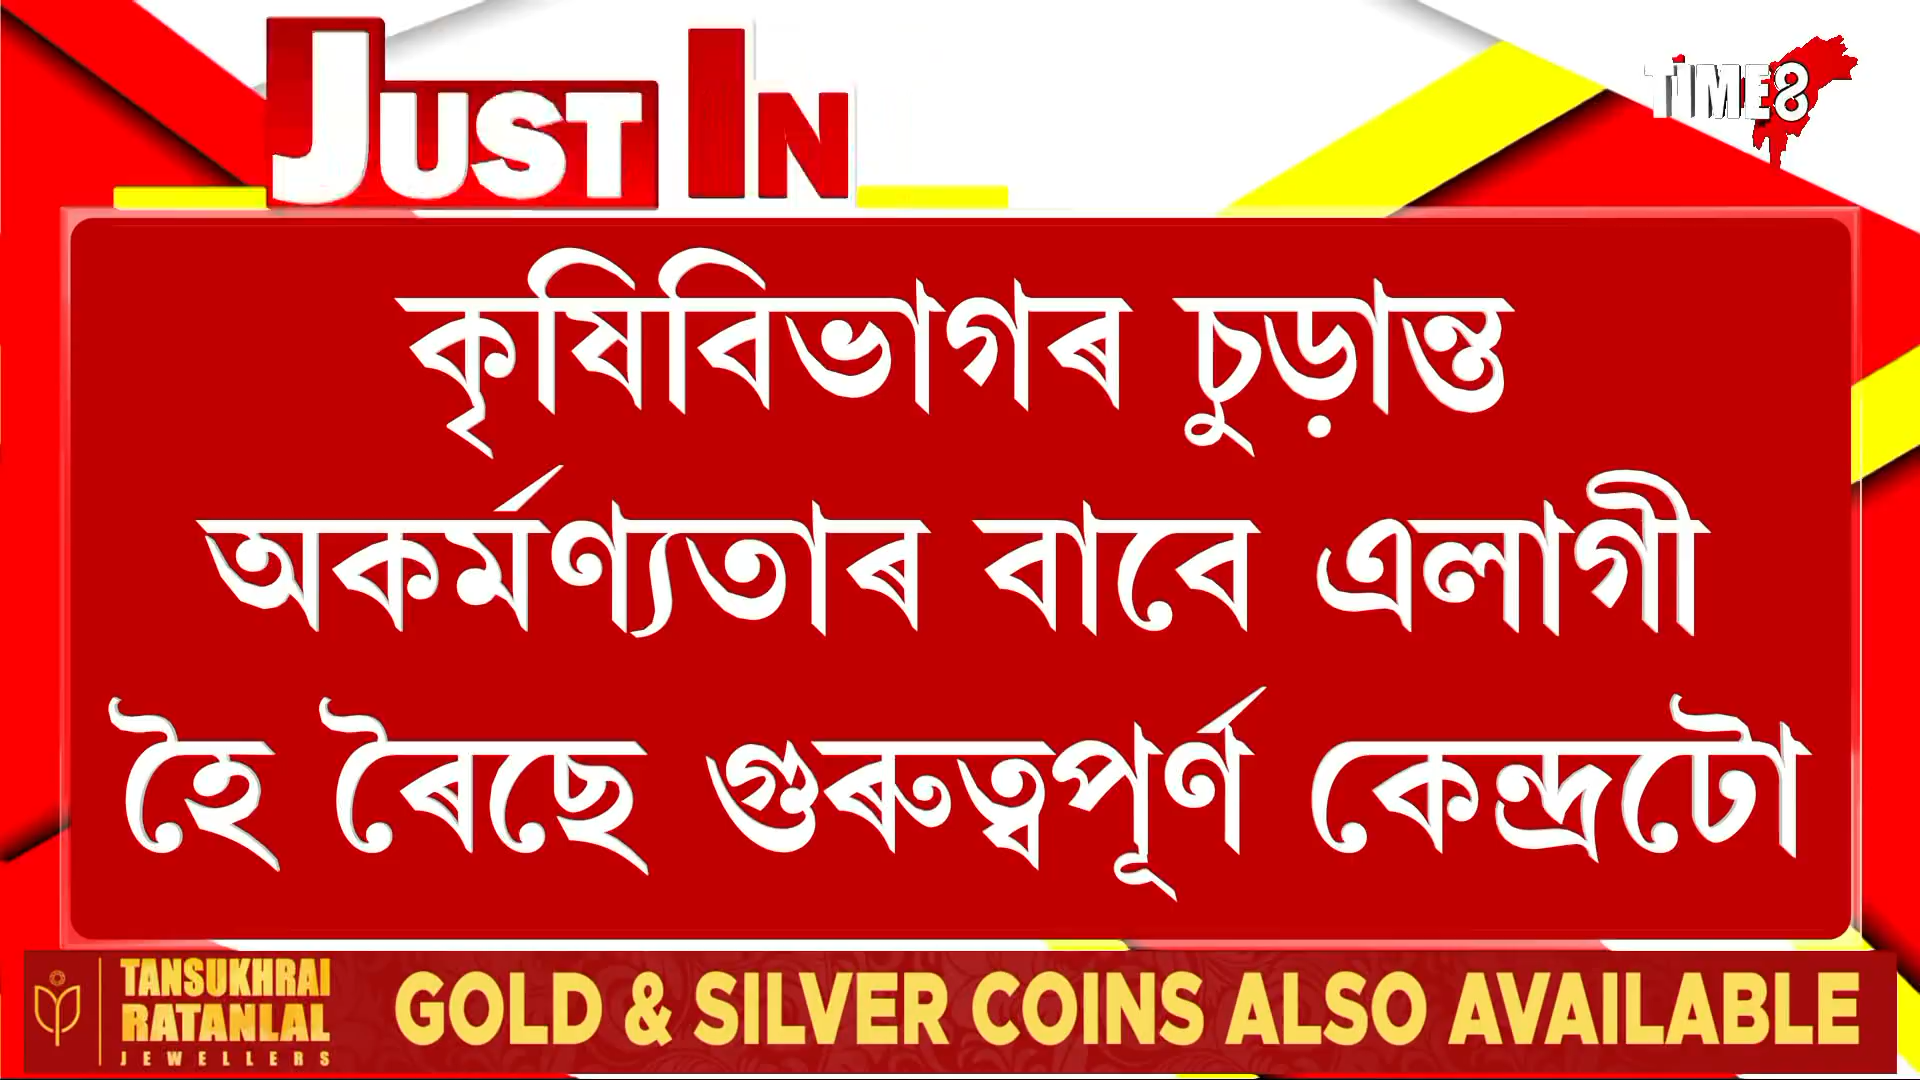 JUST IN
TIME8
কৃষিবিভাগৰ চুড়ান্ত
অকৰ্মণ্যতাৰ বাবে এলাগী
হৈ ৰৈছে গুৰুত্বপূৰ্ণ কেন্দ্ৰটো
TANSUKHRAI
RATANLAL
JEWELLERS
GOLD & SILVER COINS ALSO AVAILABLE